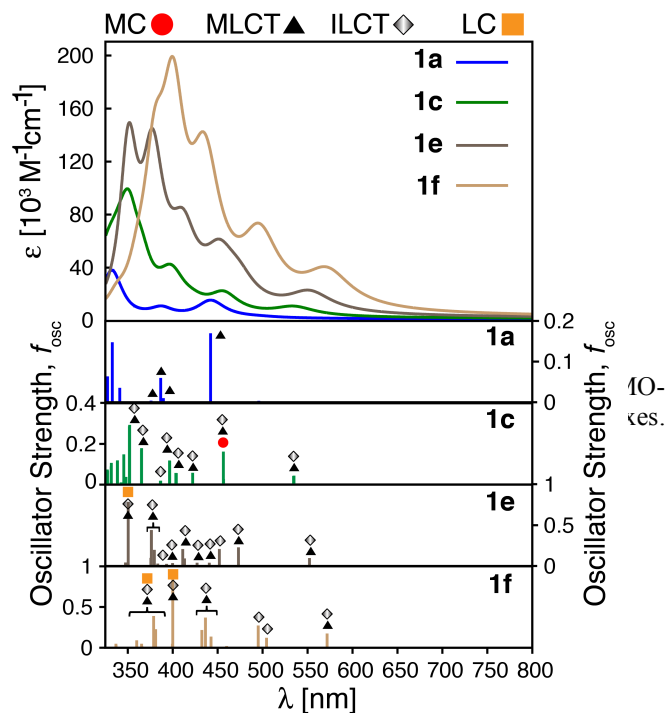 MC MLCT ILCT LC
200
160
120
80
40
0
ε [10³ M⁻¹cm⁻¹]
1a
1c
1e
1f
1a
0.2
0.1
0
Oscillator Strength, fosc
0.4
0.2
0
1c
1
0.5
0
1e
1
0.5
0
1f
Oscillator Strength, fosc
350 400 450 500 550 600 650 700 750 800
λ [nm]
MO-
xes.